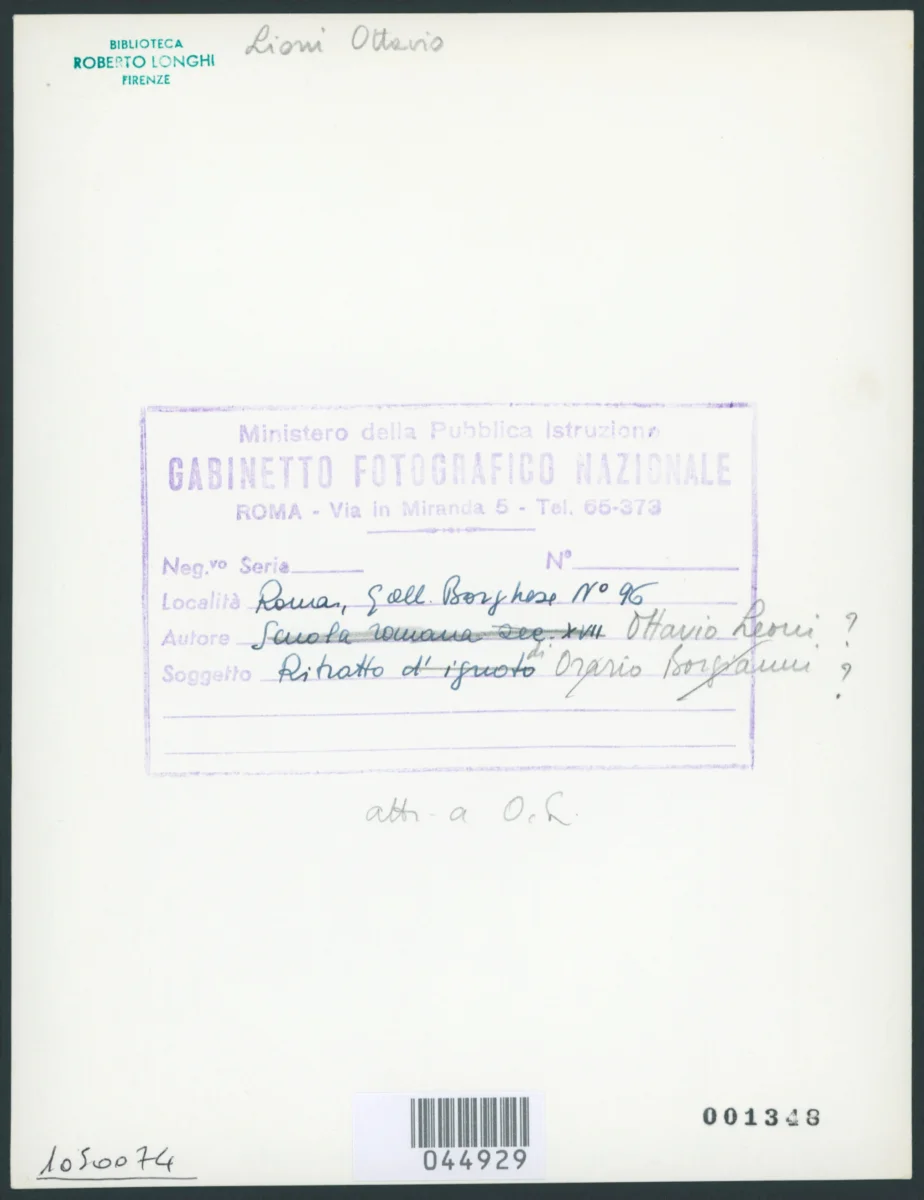 BIBLIOTECA
ROBERTO LONGHI
FIRENZE
Lioni Ottavio
Ministero della Pubblica Istruzione
GABINETTO FOTOGRAFICO NAZIONALE
ROMA - Via in Miranda 5 - Tel. 65-373
Neg.vo Serie N°
Località Roma, Gall. Borghese N° 96
Autore Scuola romana sec. XVII Ottavio Leoni ?
Soggetto Ritratto d'ignoto di Orazio Borgianni ?
attr. a O. L.
001348
044929
1050074